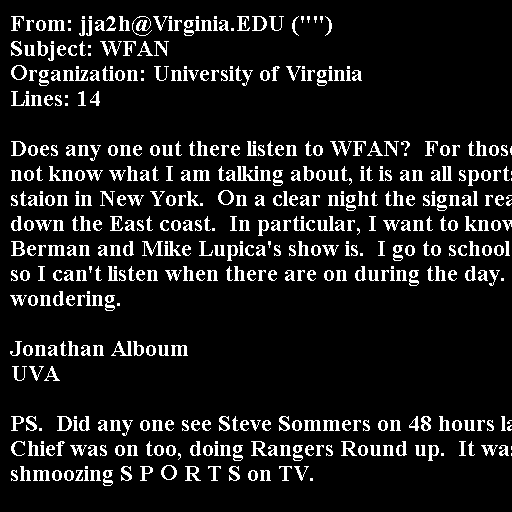 From: jja2h@Virginia.EDU ("")
Subject: WFAN
Organization: University of Virginia
Lines: 14

Does any one out there listen to WFAN?  For those
not know what I am talking about, it is an all sports
staion in New York.  On a clear night the signal rea
down the East coast.  In particular, I want to know
Berman and Mike Lupica's show is.  I go to school
so I can't listen when there are on during the day.
wondering.

Jonathan Alboum
UVA

PS.  Did any one see Steve Sommers on 48 hours la
Chief was on too, doing Rangers Round up.  It was
shmoozing S P O R T S on TV.